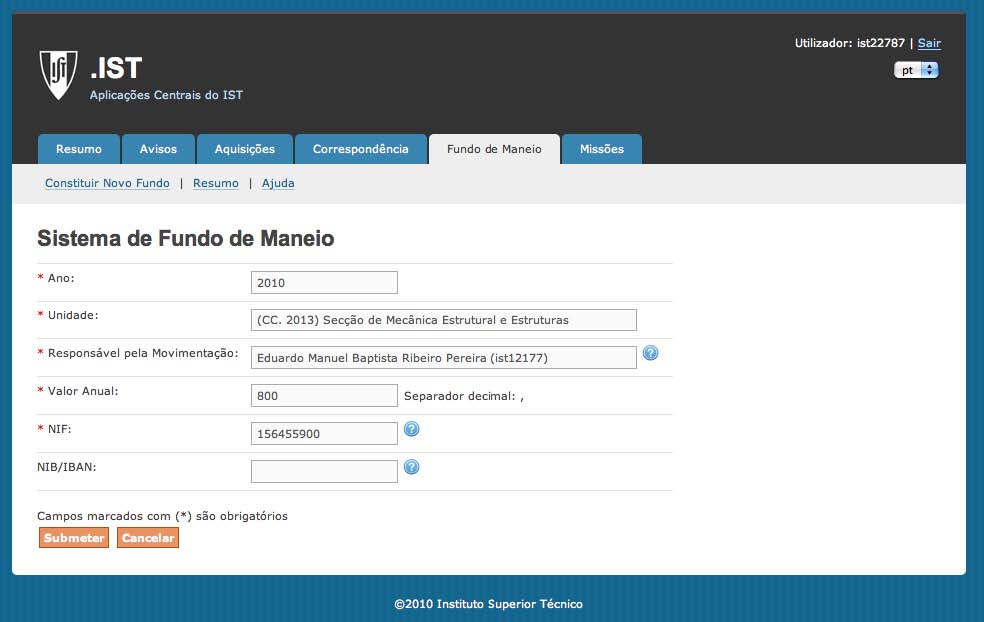 Utilizador: ist22787 | Sair
.IST
pt
Aplicações Centrais do IST
Resumo Avisos Aquisições Correspondência Fundo de Maneio Missões
Constituir Novo Fundo | Resumo | Ajuda
Sistema de Fundo de Maneio
* Ano: 2010
* Unidade: (CC. 2013) Secção de Mecânica Estrutural e Estruturas
* Responsável pela Movimentação: Eduardo Manuel Baptista Ribeiro Pereira (ist12177) ?
* Valor Anual: 800 Separador decimal: ,
* NIF: 156455900 ?
NIB/IBAN: ?
Campos marcados com (*) são obrigatórios
Submeter Cancelar
©2010 Instituto Superior Técnico